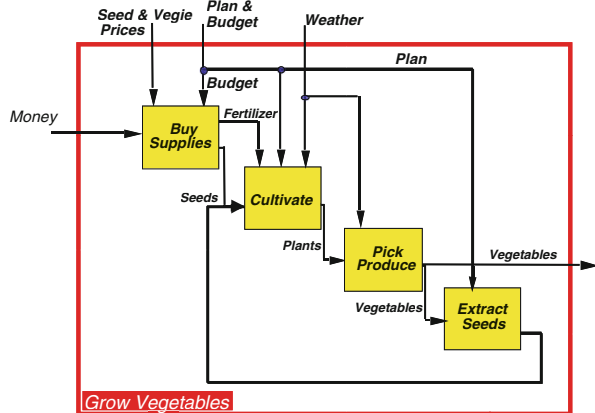 Seed & Vegie
Prices
Plan &
Budget
Weather
Plan
Budget
Money
Fertilizer
Buy
Supplies
Seeds
Cultivate
Plants
Pick
Produce
Vegetables
Vegetables
Extract
Seeds
Grow Vegetables